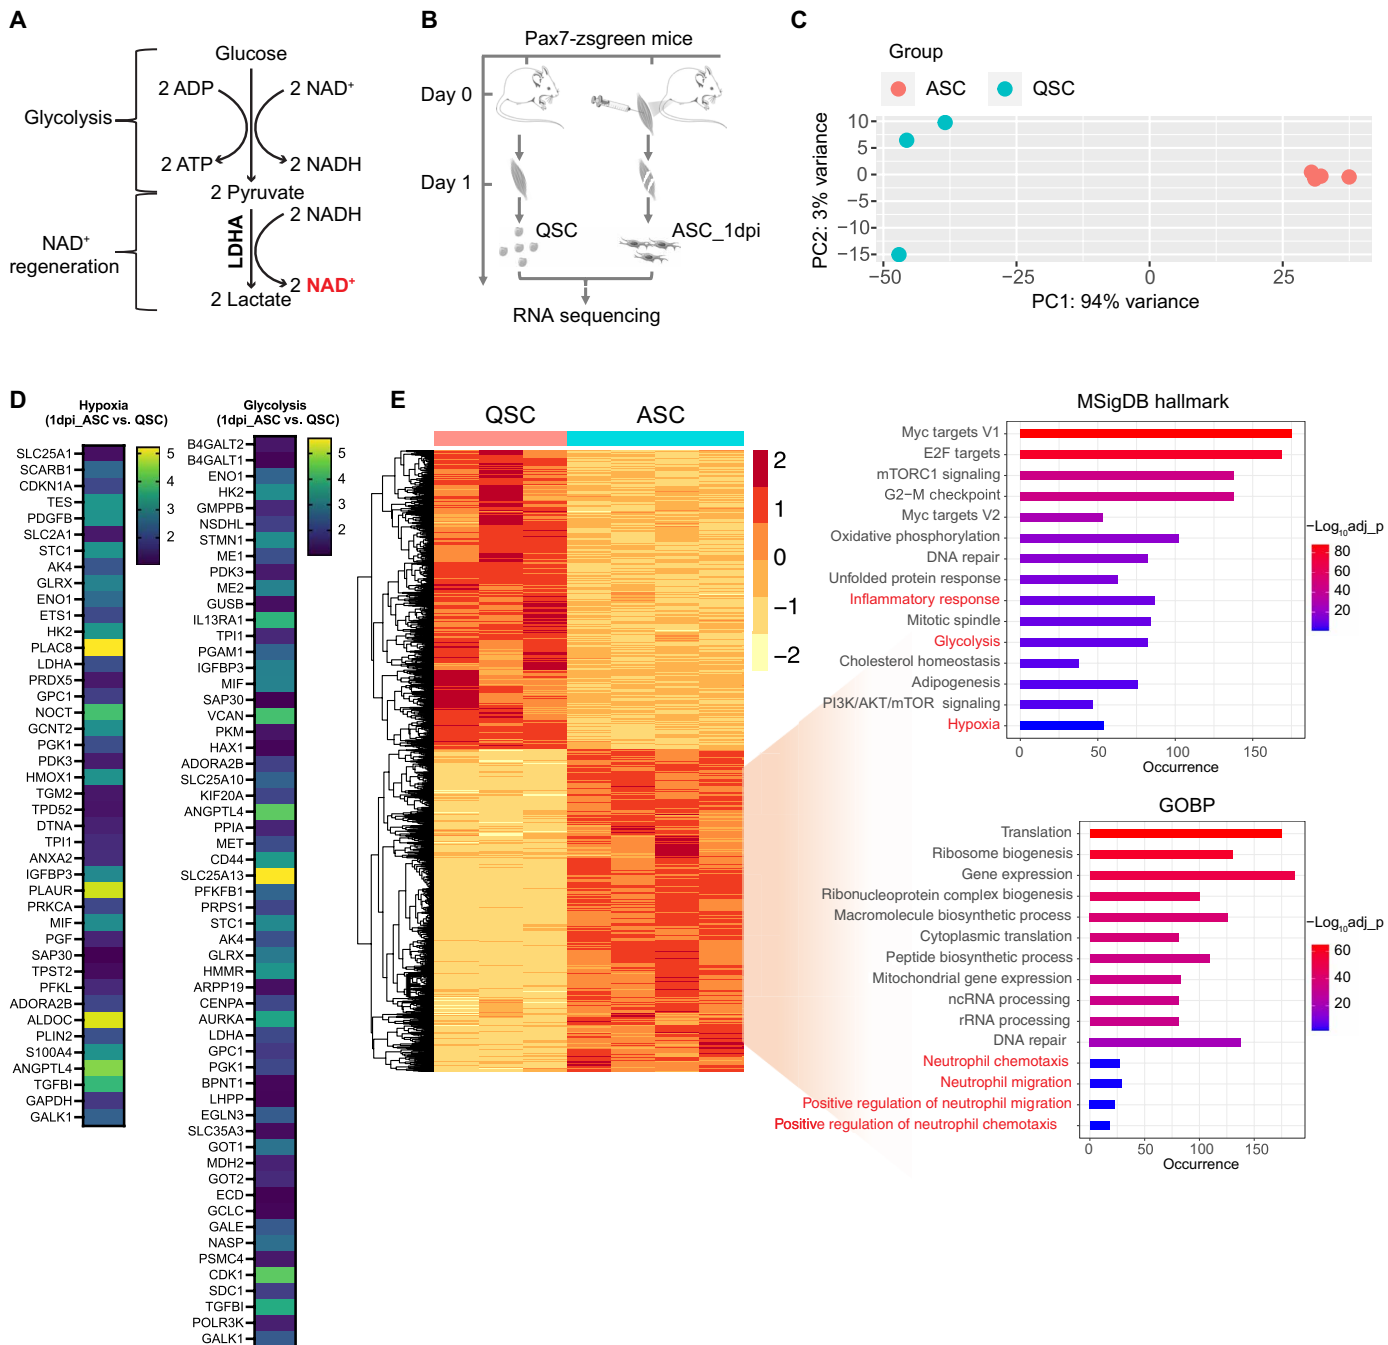 A
Glucose
2 ADP
2 NAD⁺
Glycolysis
2 ATP
2 NADH
2 Pyruvate
2 NADH
LDHA
NAD⁺
regeneration
2 NAD⁺
2 Lactate
B
Pax7-zsgreen mice
Day 0
Day 1
QSC
ASC_1dpi
RNA sequencing
C
Group
ASC
QSC
PC2: 3% variance
10
5
0
−5
−10
−15
−50
−25
0
25
PC1: 94% variance
D
Hypoxia
(1dpi_ASC vs. QSC)
SLC25A1
SCARB1
CDKN1A
TES
PDGFB
SLC2A1
STC1
AK4
GLRX
ENO1
ETS1
HK2
PLAC8
LDHA
PRDX5
GPC1
NOCT
GCNT2
PGK1
PDK3
HMOX1
TGM2
TPD52
DTNA
TPI1
ANXA2
IGFBP3
PLAUR
PRKCA
MIF
PGF
SAP30
TPST2
PFKL
ADORA2B
ALDOC
PLIN2
S100A4
ANGPTL4
TGFBI
GAPDH
GALK1
5
4
3
2
Glycolysis
(1dpi_ASC vs. QSC)
B4GALT2
B4GALT1
ENO1
HK2
GMPPB
NSDHL
STMN1
ME1
PDK3
ME2
GUSB
IL13RA1
TPI1
PGAM1
IGFBP3
MIF
SAP30
VCAN
PKM
HAX1
ADORA2B
SLC25A10
KIF20A
ANGPTL4
PPIA
MET
CD44
SLC25A13
PFKFB1
PRPS1
STC1
AK4
GLRX
HMMR
ARPP19
CENPA
AURKA
LDHA
GPC1
PGK1
BPNT1
LHPP
EGLN3
SLC35A3
GOT1
MDH2
GOT2
ECD
GCLC
GALE
NASP
PSMC4
CDK1
SDC1
TGFBI
POLR3K
GALK1
5
4
3
2
E
QSC
ASC
2
1
0
−1
−2
MSigDB hallmark
Myc targets V1
E2F targets
mTORC1 signaling
G2−M checkpoint
Myc targets V2
Oxidative phosphorylation
DNA repair
Unfolded protein response
Inflammatory response
Mitotic spindle
Glycolysis
Cholesterol homeostasis
Adipogenesis
PI3K/AKT/mTOR signaling
Hypoxia
0
50
100
150
Occurrence
−Log₁₀adj_p
80
60
40
20
GOBP
Translation
Ribosome biogenesis
Gene expression
Ribonucleoprotein complex biogenesis
Macromolecule biosynthetic process
Cytoplasmic translation
Peptide biosynthetic process
Mitochondrial gene expression
ncRNA processing
rRNA processing
DNA repair
Neutrophil chemotaxis
Neutrophil migration
Positive regulation of neutrophil migration
Positive regulation of neutrophil chemotaxis
0
50
100
150
Occurrence
−Log₁₀adj_p
60
40
20